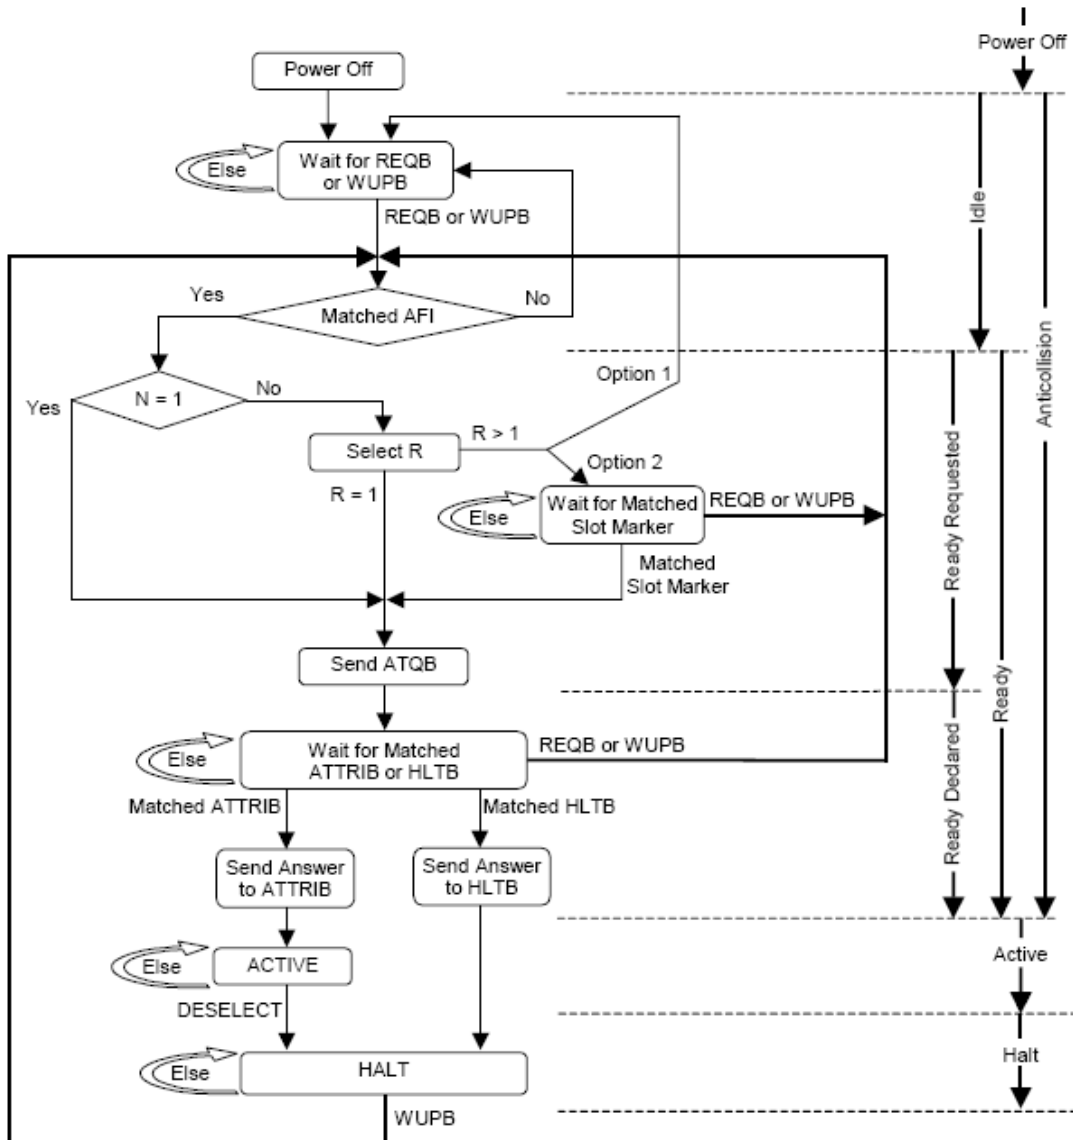 Power Off
Power Off
Else
Wait for REQB
or WUPB
REQB or WUPB
Idle
Yes
Matched AFI
No
Option 1
Anticollision
Yes
N = 1
No
Select R
R > 1
Option 2
R = 1
Else
Wait for Matched
Slot Marker
REQB or WUPB
Matched
Slot Marker
Ready Requested
Send ATQB
Ready
Else
Wait for Matched
ATTRIB or HLTB
REQB or WUPB
Matched ATTRIB
Matched HLTB
Ready Declared
Send Answer
to ATTRIB
Send Answer
to HLTB
Else
ACTIVE
Active
DESELECT
Else
HALT
Halt
WUPB